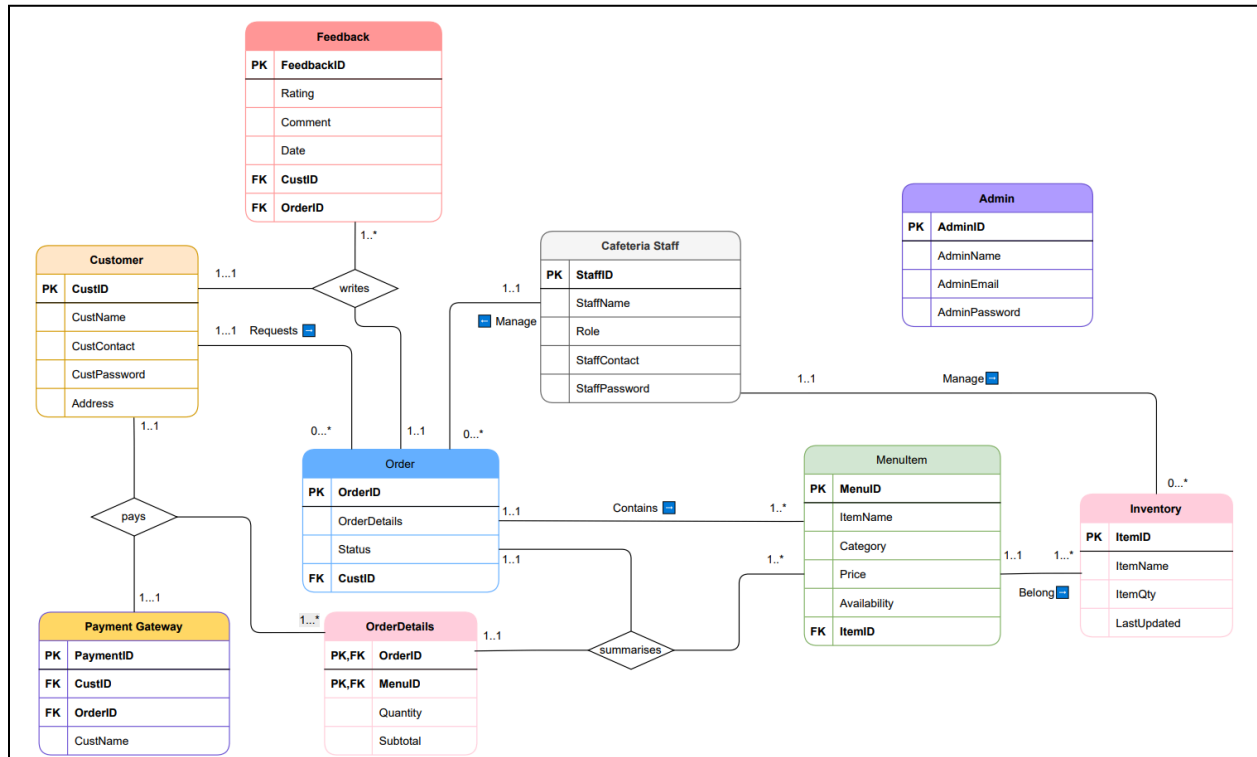 Feedback
PK FeedbackID
Rating
Comment
Date
FK CustID
FK OrderID
1..*
Customer
PK CustID
CustName
CustContact
CustPassword
Address
1...1
writes
1...1 Requests ➡
0...*
1..1
Cafeteria Staff
PK StaffID
StaffName
Role
StaffContact
StaffPassword
1..1
⬅ Manage
0...*
Admin
PK AdminID
AdminName
AdminEmail
AdminPassword
1..1
Manage ➡
0...*
1..1
pays
1...1
1...*
Order
PK OrderID
OrderDetails
Status
FK CustID
1..1
Contains ➡
1..*
1..1
1..*
MenuItem
PK MenuID
ItemName
Category
Price
Availability
FK ItemID
1..1
1...*
Belong ➡
Inventory
PK ItemID
ItemName
ItemQty
LastUpdated
Payment Gateway
PK PaymentID
FK CustID
FK OrderID
CustName
OrderDetails
PK,FK OrderID
PK,FK MenuID
Quantity
Subtotal
1..1
summarises